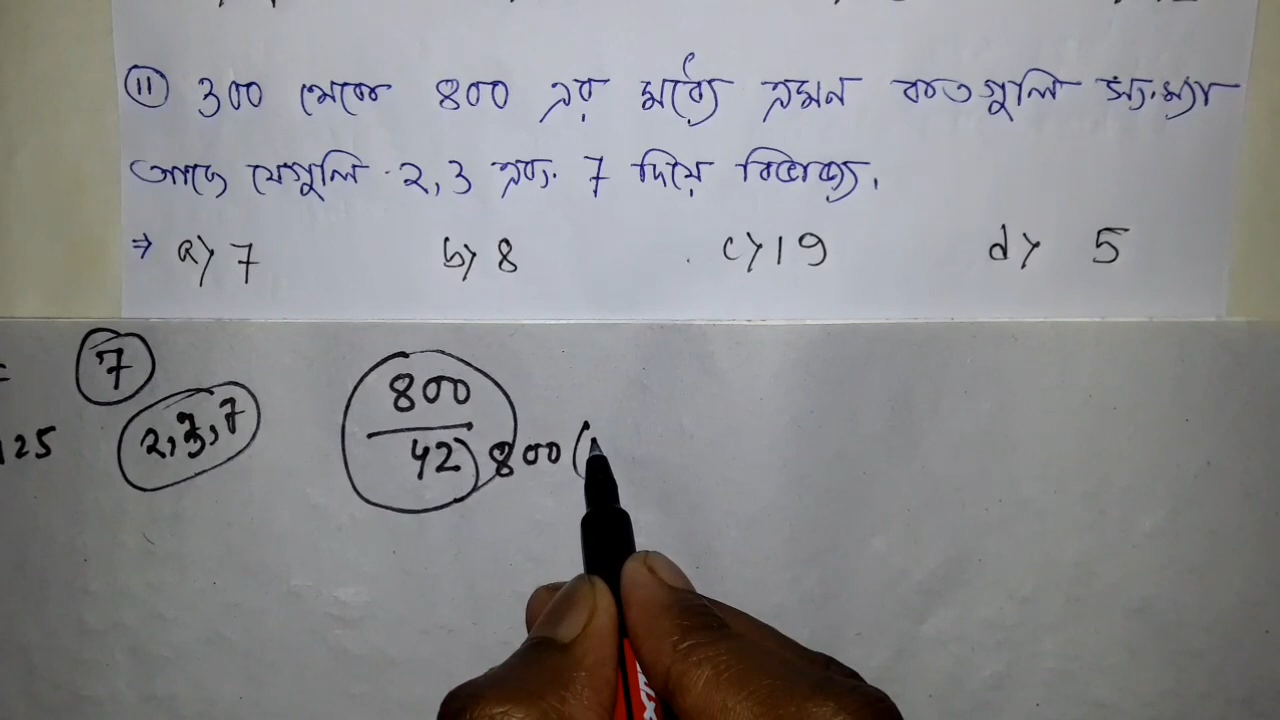 11 300 থেকে 800 এর মধ্যে এমন কতগুলি সংখ্যা
আছে যেগুলি 2,3 এবং 7 দিয়ে বিভাজ্য।
⇒ a> 7 b> 8 c> 19 d> 5
= 7
125 2,3,7
800
42) 800 (